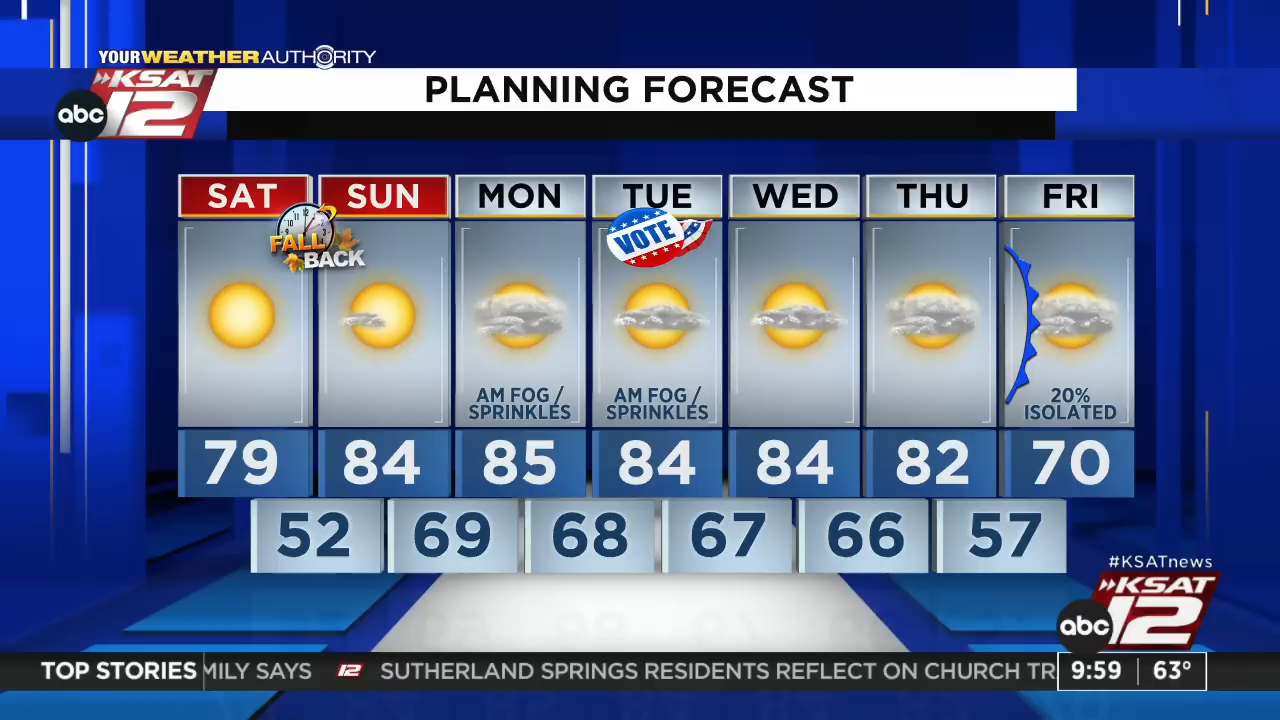 YOURWEATHERAUTHORITY
KSAT
abc 12
PLANNING FORECAST
SAT SUN MON TUE WED THU FRI
FALL BACK
VOTE
AM FOG / SPRINKLES
AM FOG / SPRINKLES
20% ISOLATED
79 84 85 84 84 82 70
52 69 68 67 66 57
#KSATnews
KSAT
abc 12
TOP STORIES MILY SAYS 12 SUTHERLAND SPRINGS RESIDENTS REFLECT ON CHURCH TR 9:59 63°